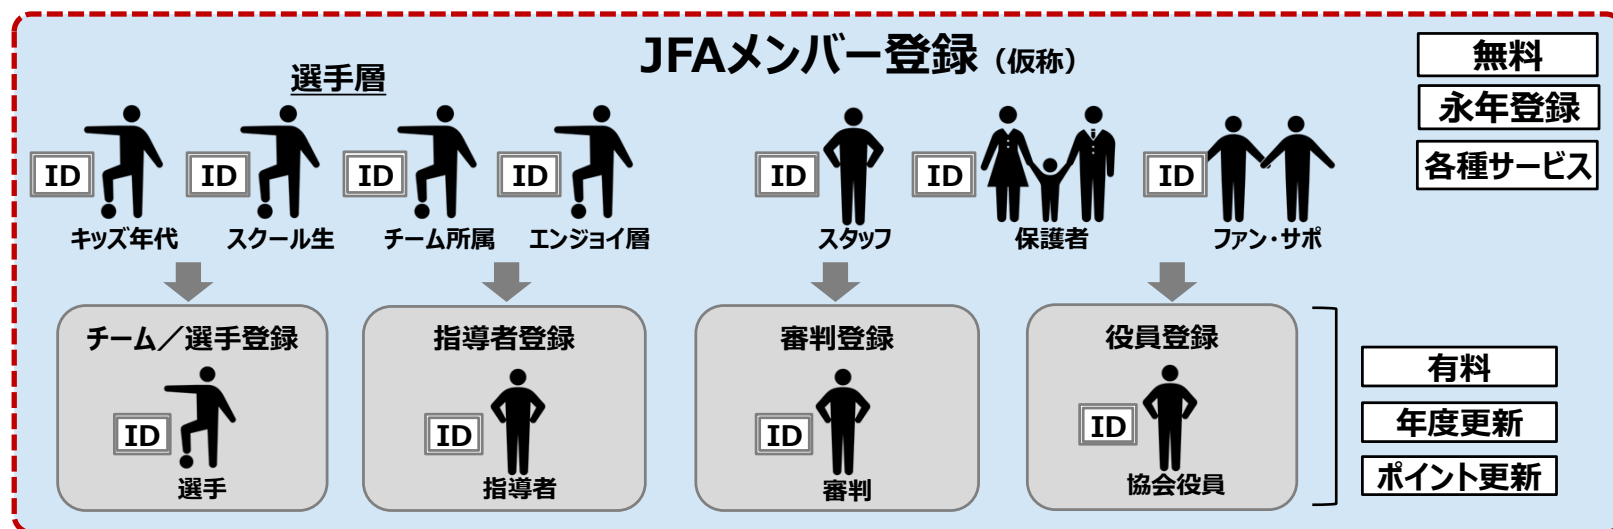 JFAメンバー登録（仮称）
無料
永年登録
各種サービス
選手層
ID
ID
ID
ID
ID
ID
ID
キッズ年代
スクール生
チーム所属
エンジョイ層
スタッフ
保護者
ファン・サポ
チーム／選手登録
指導者登録
審判登録
役員登録
ID
ID
ID
ID
選手
指導者
審判
協会役員
有料
年度更新
ポイント更新